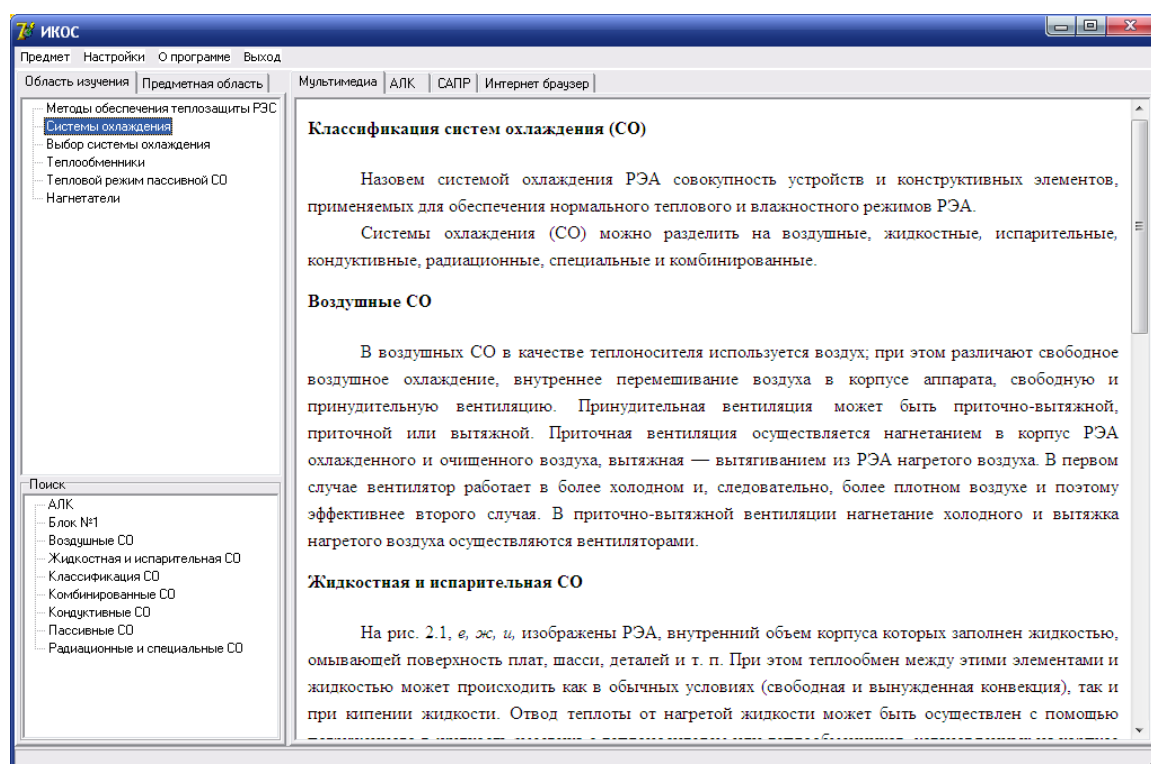 ИКОС
Предмет Настройки О программе Выход
Область изучения Предметная область
Методы обеспечения теплозащиты РЭС
Системы охлаждения
Выбор системы охлаждения
Теплообменники
Тепловой режим пассивной СО
Нагнетатели
Поиск
АЛК
Блок №1
Воздушные СО
Жидкостная и испарительная СО
Классификация СО
Комбинированные СО
Кондуктивные СО
Пассивные СО
Радиационные и специальные СО
Мультимедиа АЛК САПР Интернет браузер
Классификация систем охлаждения (СО)
Назовем системой охлаждения РЭА совокупность устройств и конструктивных элементов,
применяемых для обеспечения нормального теплового и влажностного режимов РЭА.
Системы охлаждения (СО) можно разделить на воздушные, жидкостные, испарительные,
кондуктивные, радиационные, специальные и комбинированные.
Воздушные СО
В воздушных СО в качестве теплоносителя используется воздух; при этом различают свободное
воздушное охлаждение, внутреннее перемешивание воздуха в корпусе аппарата, свободную и
принудительную вентиляцию. Принудительная вентиляция может быть приточно-вытяжной,
приточной или вытяжной. Приточная вентиляция осуществляется нагнетанием в корпус РЭА
охлажденного и очищенного воздуха, вытяжная — вытягиванием из РЭА нагретого воздуха. В первом
случае вентилятор работает в более холодном и, следовательно, более плотном воздухе и поэтому
эффективнее второго случая. В приточно-вытяжной вентиляции нагнетание холодного и вытяжка
нагретого воздуха осуществляются вентиляторами.
Жидкостная и испарительная СО
На рис. 2.1, е, ж, и, изображены РЭА, внутренний объем корпуса которых заполнен жидкостью,
омывающей поверхность плат, шасси, деталей и т. п. При этом теплообмен между этими элементами и
жидкостью может происходить как в обычных условиях (свободная и вынужденная конвекция), так и
при кипении жидкости. Отвод теплоты от нагретой жидкости может быть осуществлен с помощью